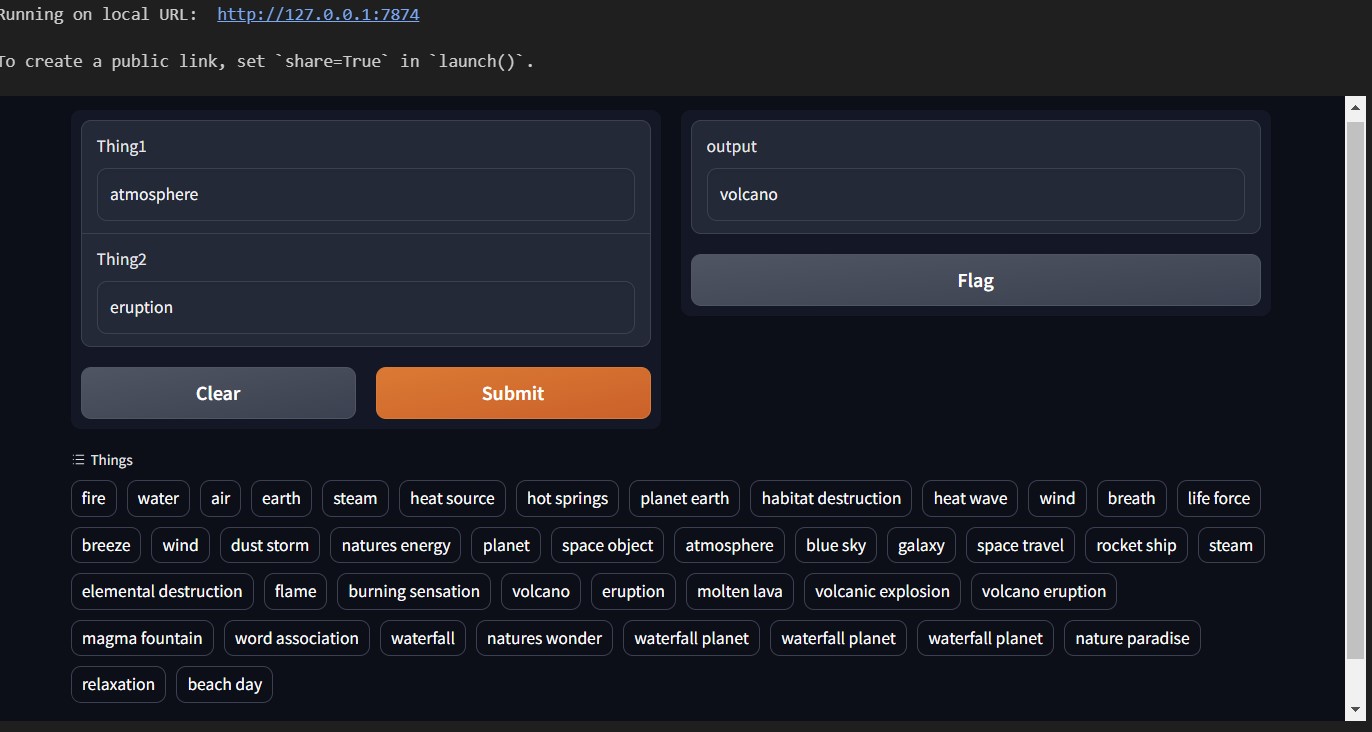 Running on local URL:  http://127.0.0.1:7874
To create a public link, set `share=True` in `launch()`.
Thing1
atmosphere
Thing2
eruption
Clear
Submit
output
volcano
Flag
Things
fire water air earth steam heat source hot springs planet earth habitat destruction heat wave wind breath life force
breeze wind dust storm natures energy planet space object atmosphere blue sky galaxy space travel rocket ship steam
elemental destruction flame burning sensation volcano eruption molten lava volcanic explosion volcano eruption
magma fountain word association waterfall natures wonder waterfall planet waterfall planet waterfall planet nature paradise
relaxation beach day